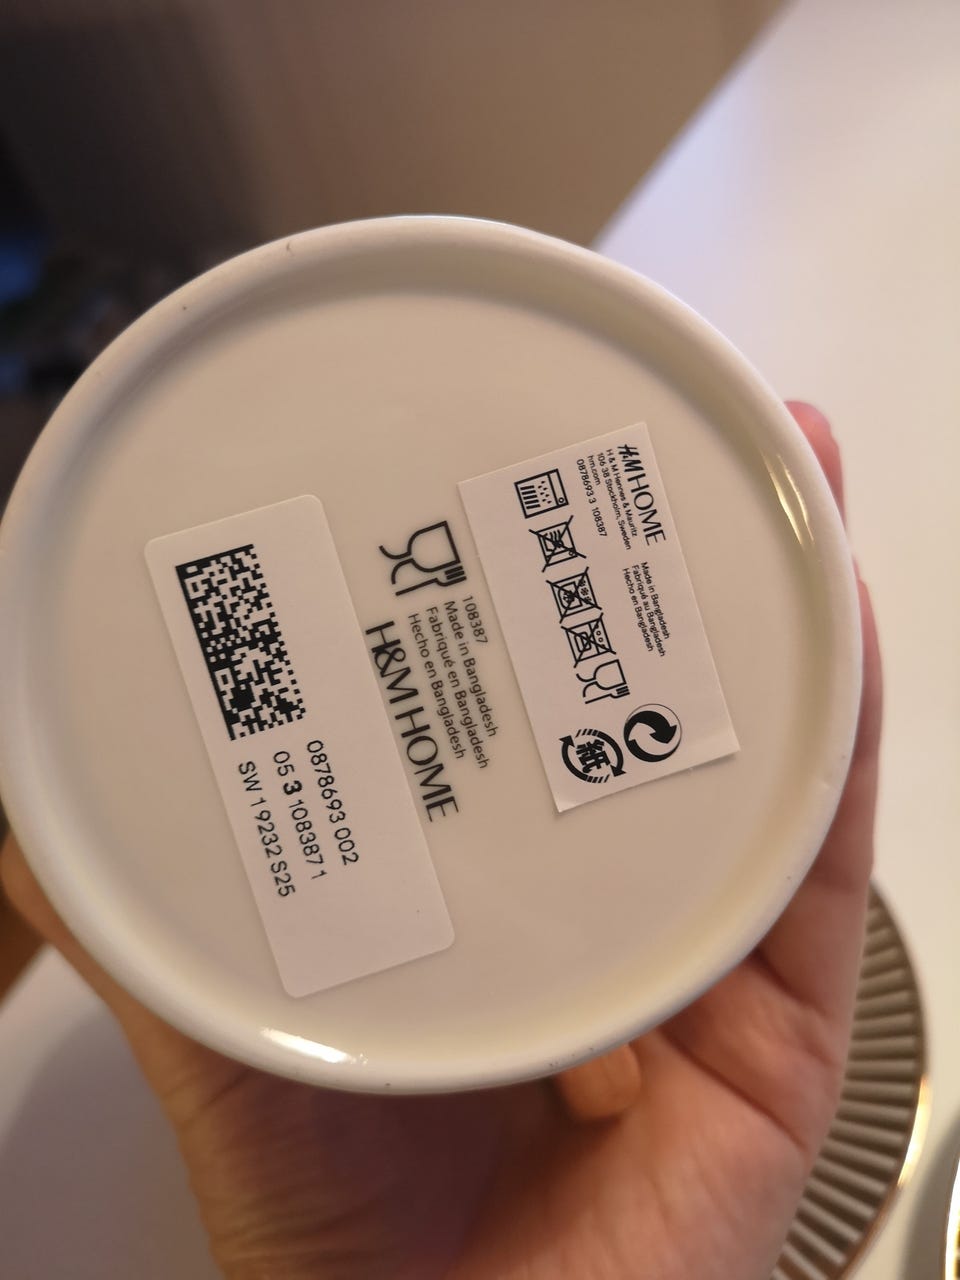 H&M HOME
H & M Hennes & Mauritz
106 38 Stockholm, Sweden
hm.com
0878693 3 108387
Made in Bangladesh
Fabriqué au Bangladesh
Hecho en Bangladesh
紙
108387
Made in Bangladesh
Fabriqué en Bangladesh
Hecho en Bangladesh
H&M HOME
0878693 002
05 3 1083871
SW 19232 S25